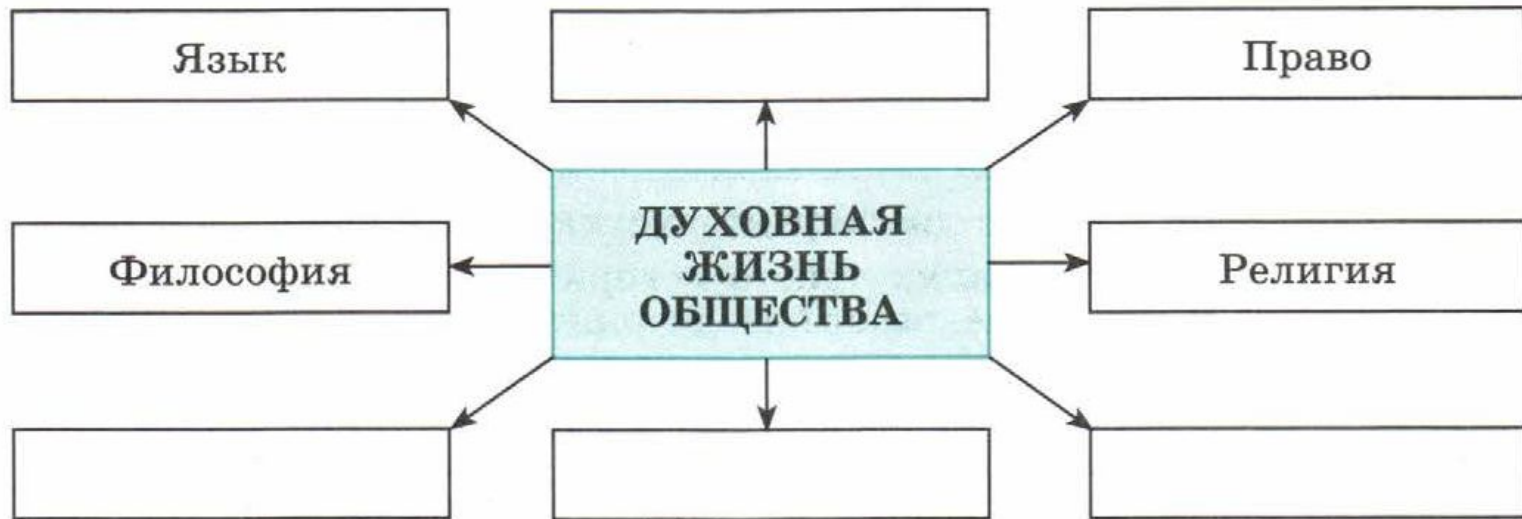 Язык
Право
ДУХОВНАЯ
ЖИЗНЬ
ОБЩЕСТВА
Философия
Религия